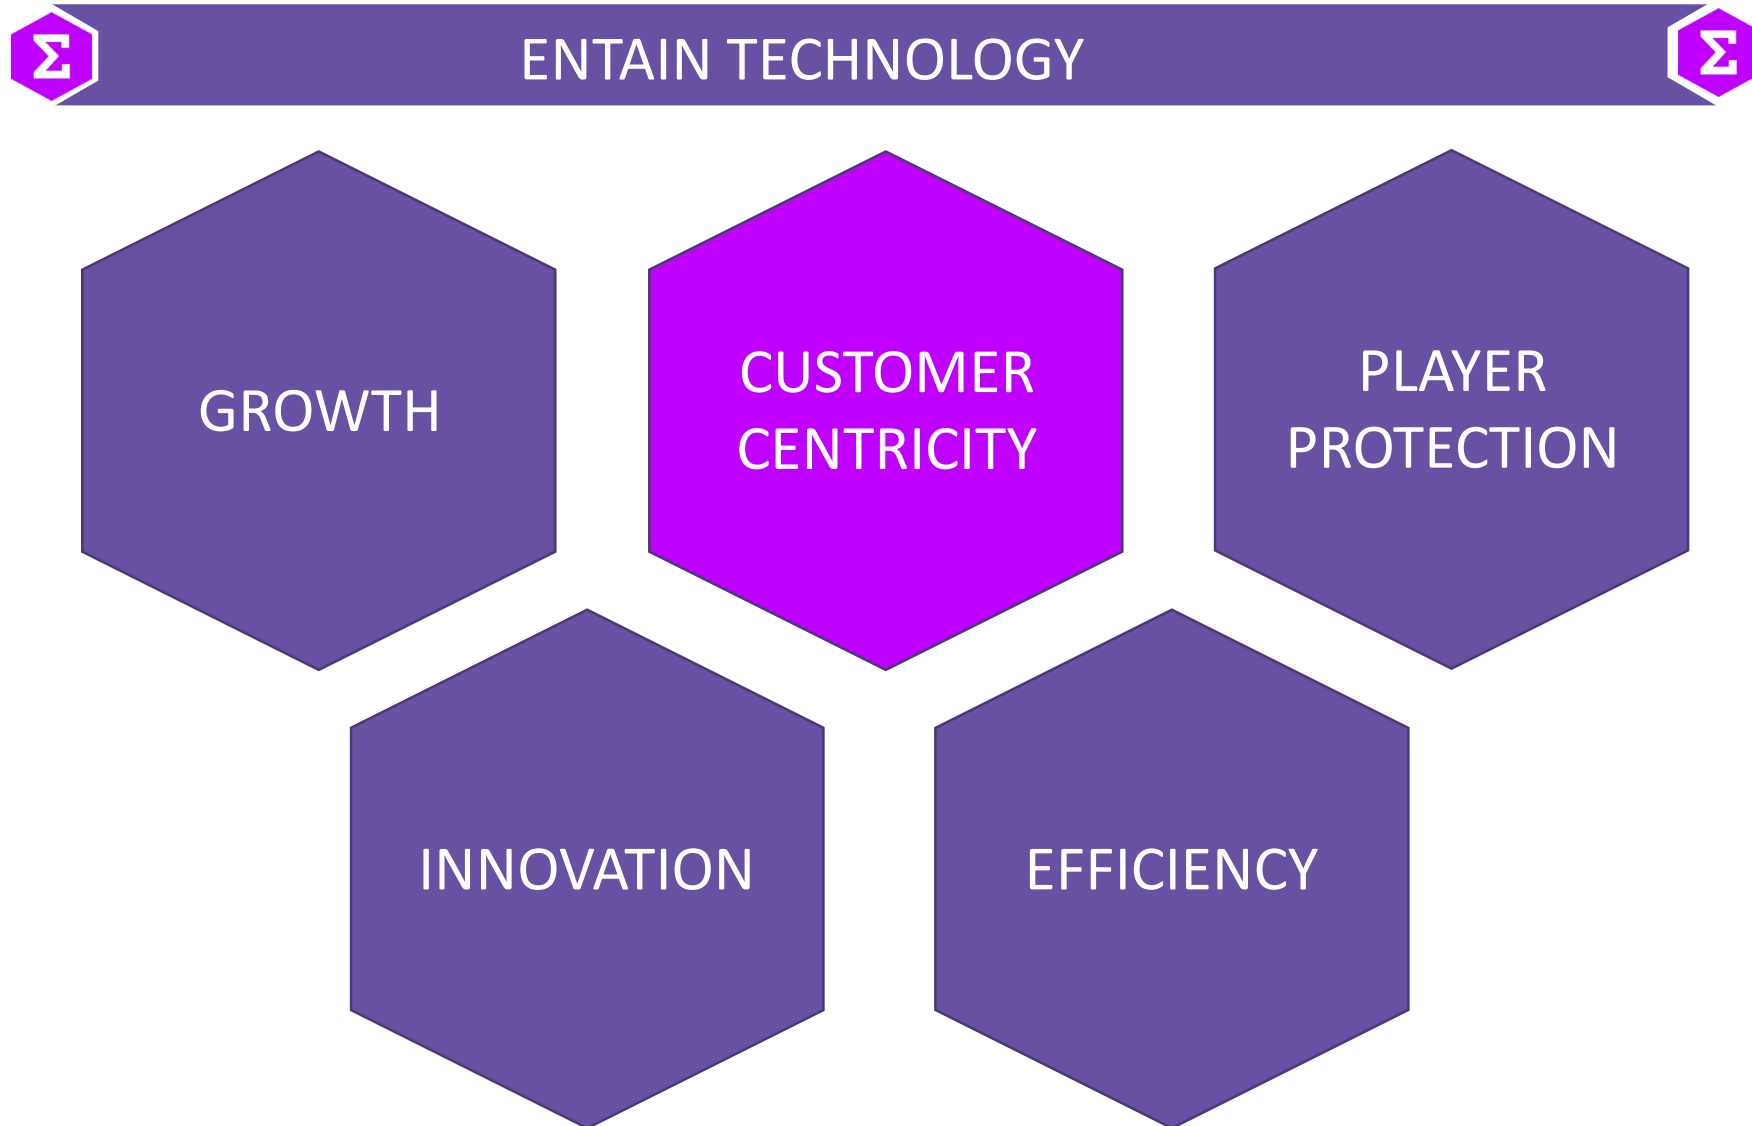 Σ
ENTAIN TECHNOLOGY
Σ
GROWTH
CUSTOMER
CENTRICITY
PLAYER
PROTECTION
INNOVATION
EFFICIENCY